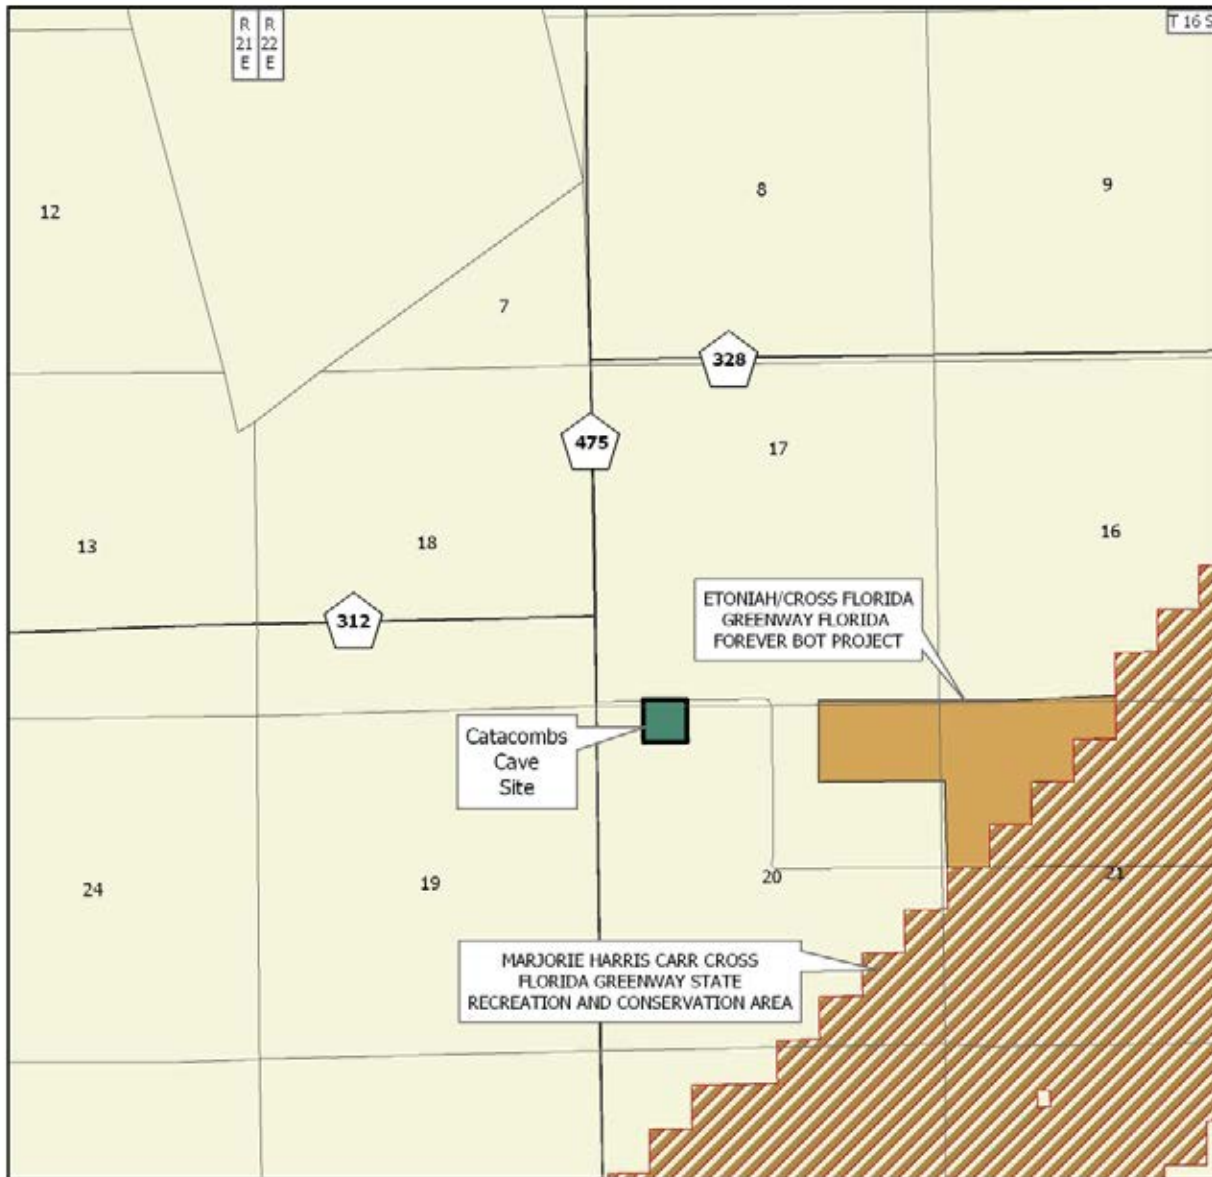 R
21
E
R
22
E
T 16 S
12
8
9
7
328
475
17
13
18
16
312
ETONIAH/CROSS FLORIDA
GREENWAY FLORIDA
FOREVER BOT PROJECT
Catacombs
Cave
Site
24
19
20
21
MARJORIE HARRIS CARR CROSS
FLORIDA GREENWAY STATE
RECREATION AND CONSERVATION AREA